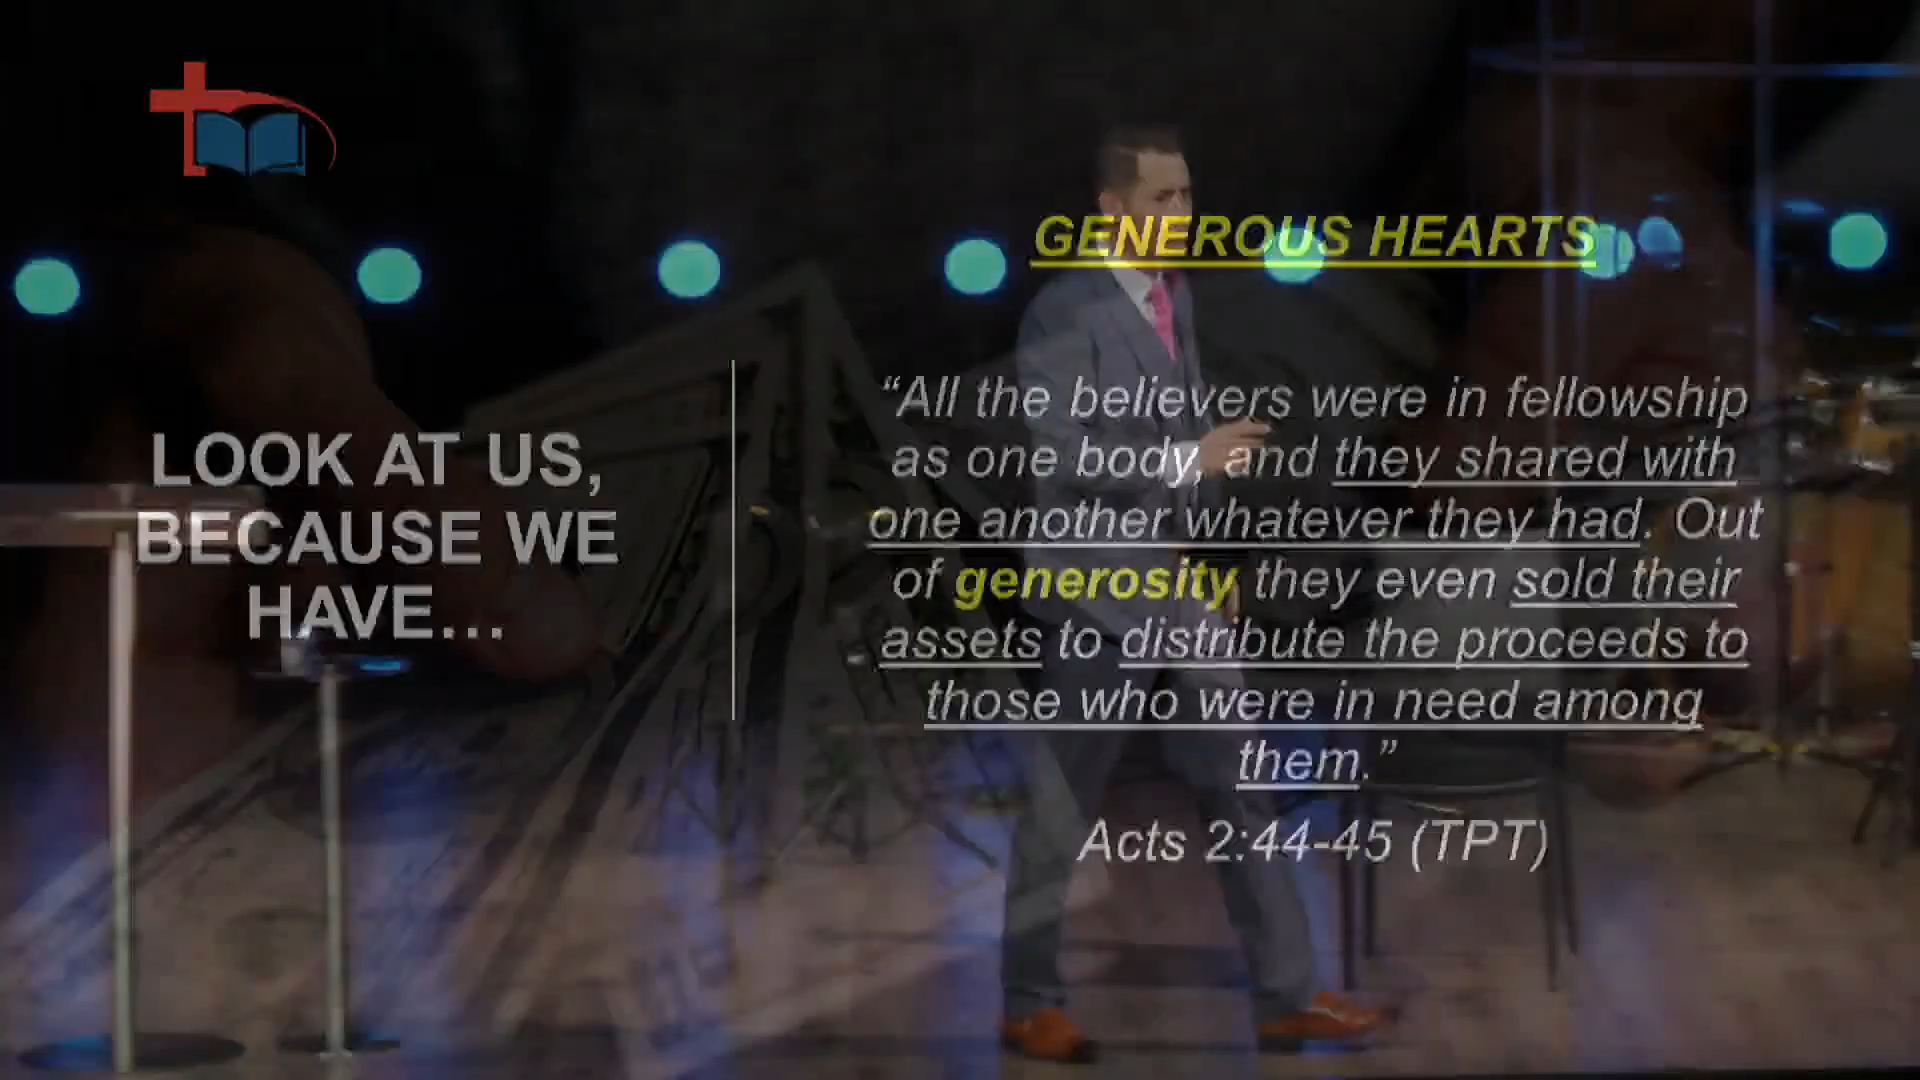 LOOK AT US,
BECAUSE WE
HAVE...
GENEROUS HEARTS
“All the believers were in fellowship
as one body, and they shared with
one another whatever they had. Out
of generosity they even sold their
assets to distribute the proceeds to
those who were in need among
them.”
Acts 2:44-45 (TPT)